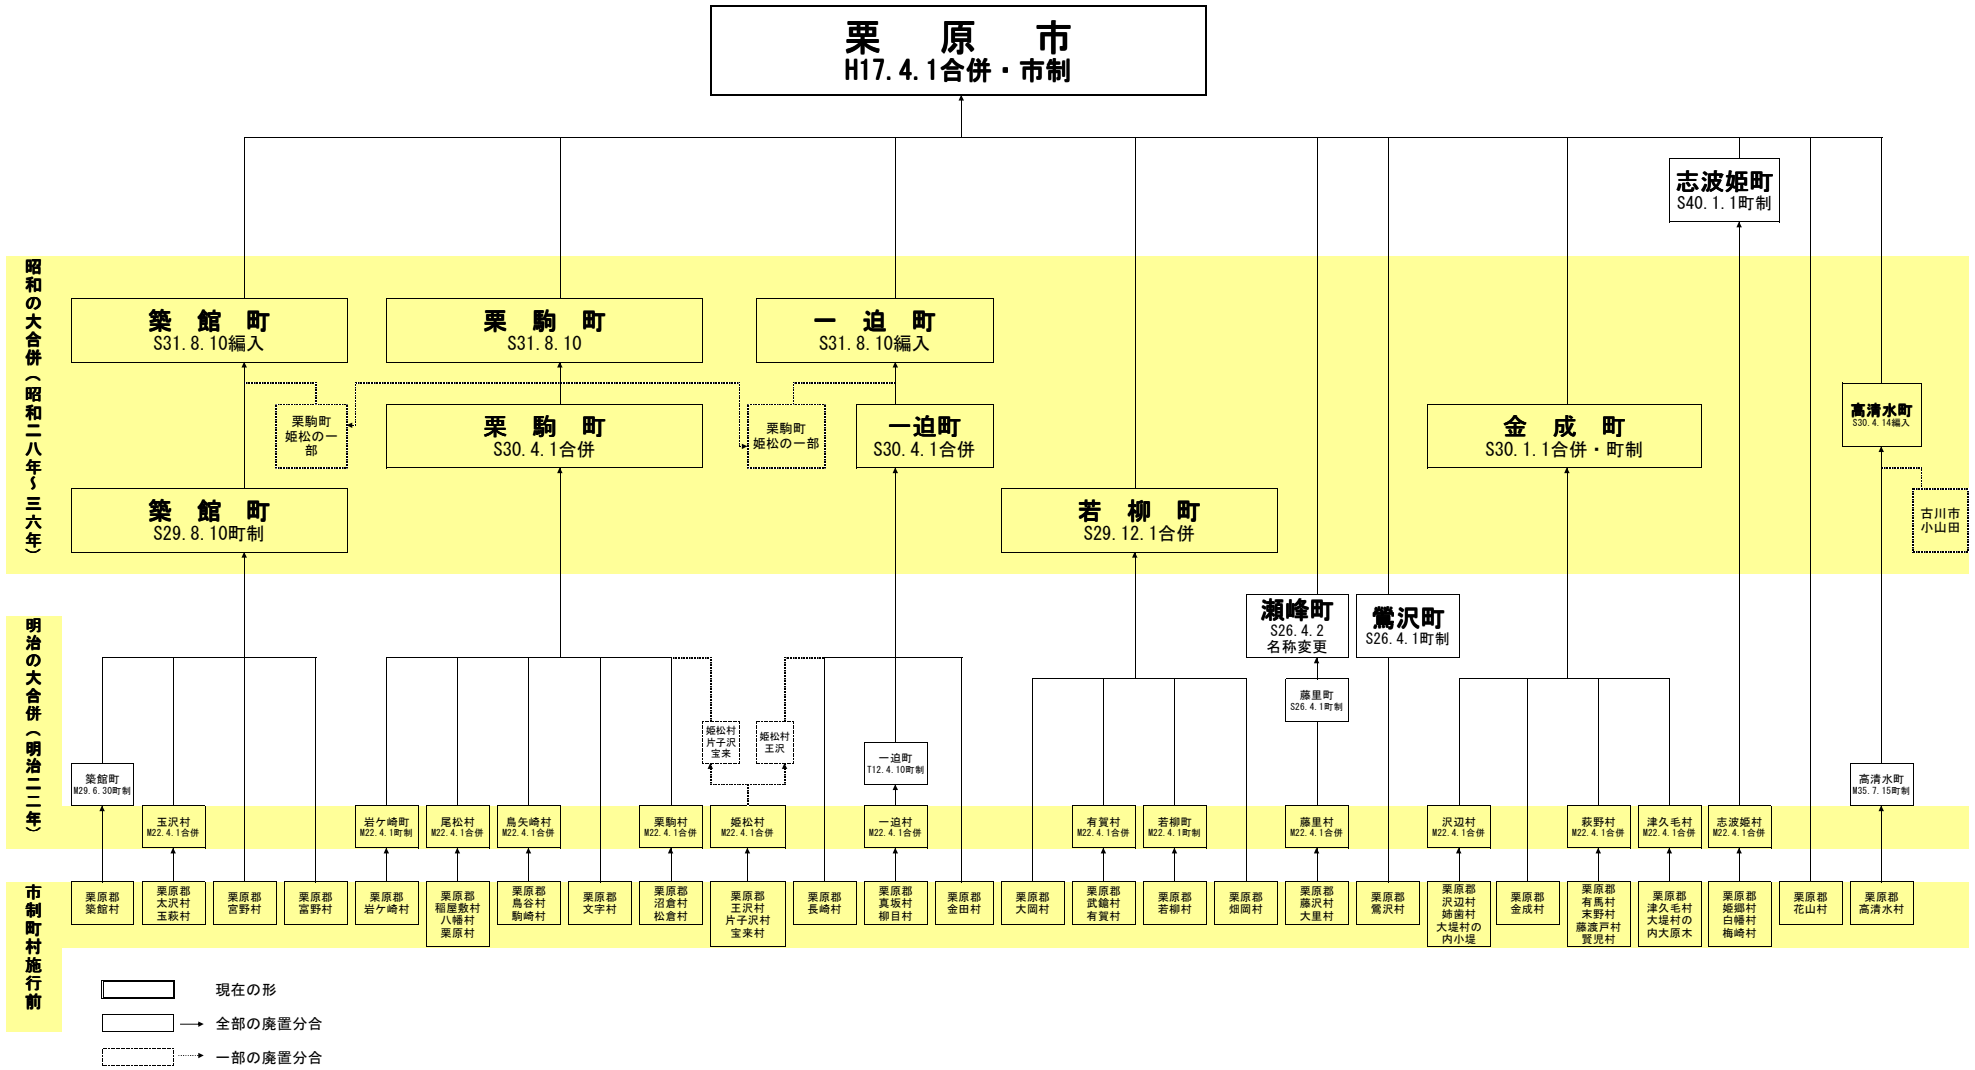 栗　原　市
H17.4.1合併・市制
志波姫町
S40.1.1町制
昭和の大合併（昭和二八年～三六年）
築　館　町
S31.8.10編入
栗　駒　町
S31.8.10
一　迫　町
S31.8.10編入
栗駒町
姫松の一
部
栗　駒　町
S30.4.1合併
栗駒町
姫松の一部
一迫町
S30.4.1合併
金　成　町
S30.1.1合併・町制
高清水町
S30.4.14編入
築　館　町
S29.8.10町制
若　柳　町
S29.12.1合併
古川市
小山田
明治の大合併（明治二二年）
瀬峰町
S26.4.2
名称変更
鶯沢町
S26.4.1町制
藤里町
S26.4.1町制
姫松村
片子沢
宝来
姫松村
王沢
一迫町
T12.4.10町制
築館町
M29.6.30町制
高清水町
M35.7.15町制
玉沢村
M22.4.1合併
岩ケ崎町
M22.4.1町制
尾松村
M22.4.1合併
鳥矢崎村
M22.4.1合併
栗駒村
M22.4.1合併
姫松村
M22.4.1合併
一迫村
M22.4.1合併
有賀村
M22.4.1合併
若柳町
M22.4.1町制
藤里村
M22.4.1合併
沢辺村
M22.4.1合併
萩野村
M22.4.1合併
津久毛村
M22.4.1合併
志波姫村
M22.4.1合併
市制町村施行前
栗原郡
築館村
栗原郡
太沢村
玉萩村
栗原郡
宮野村
栗原郡
富野村
栗原郡
岩ケ崎村
栗原郡
稲屋敷村
八幡村
栗原村
栗原郡
鳥谷村
駒崎村
栗原郡
文字村
栗原郡
沼倉村
松倉村
栗原郡
王沢村
片子沢村
宝来村
栗原郡
長崎村
栗原郡
真坂村
柳目村
栗原郡
金田村
栗原郡
大岡村
栗原郡
武鎗村
有賀村
栗原郡
若柳村
栗原郡
畑岡村
栗原郡
藤沢村
大里村
栗原郡
鶯沢村
栗原郡
沢辺村
姉歯村
大堤村の
内小堤
栗原郡
金成村
栗原郡
有馬村
末野村
藤渡戸村
賢児村
栗原郡
津久毛村
大堤村の
内大原木
栗原郡
姫郷村
白幡村
梅崎村
栗原郡
花山村
栗原郡
高清水村
現在の形
全部の廃置分合
一部の廃置分合